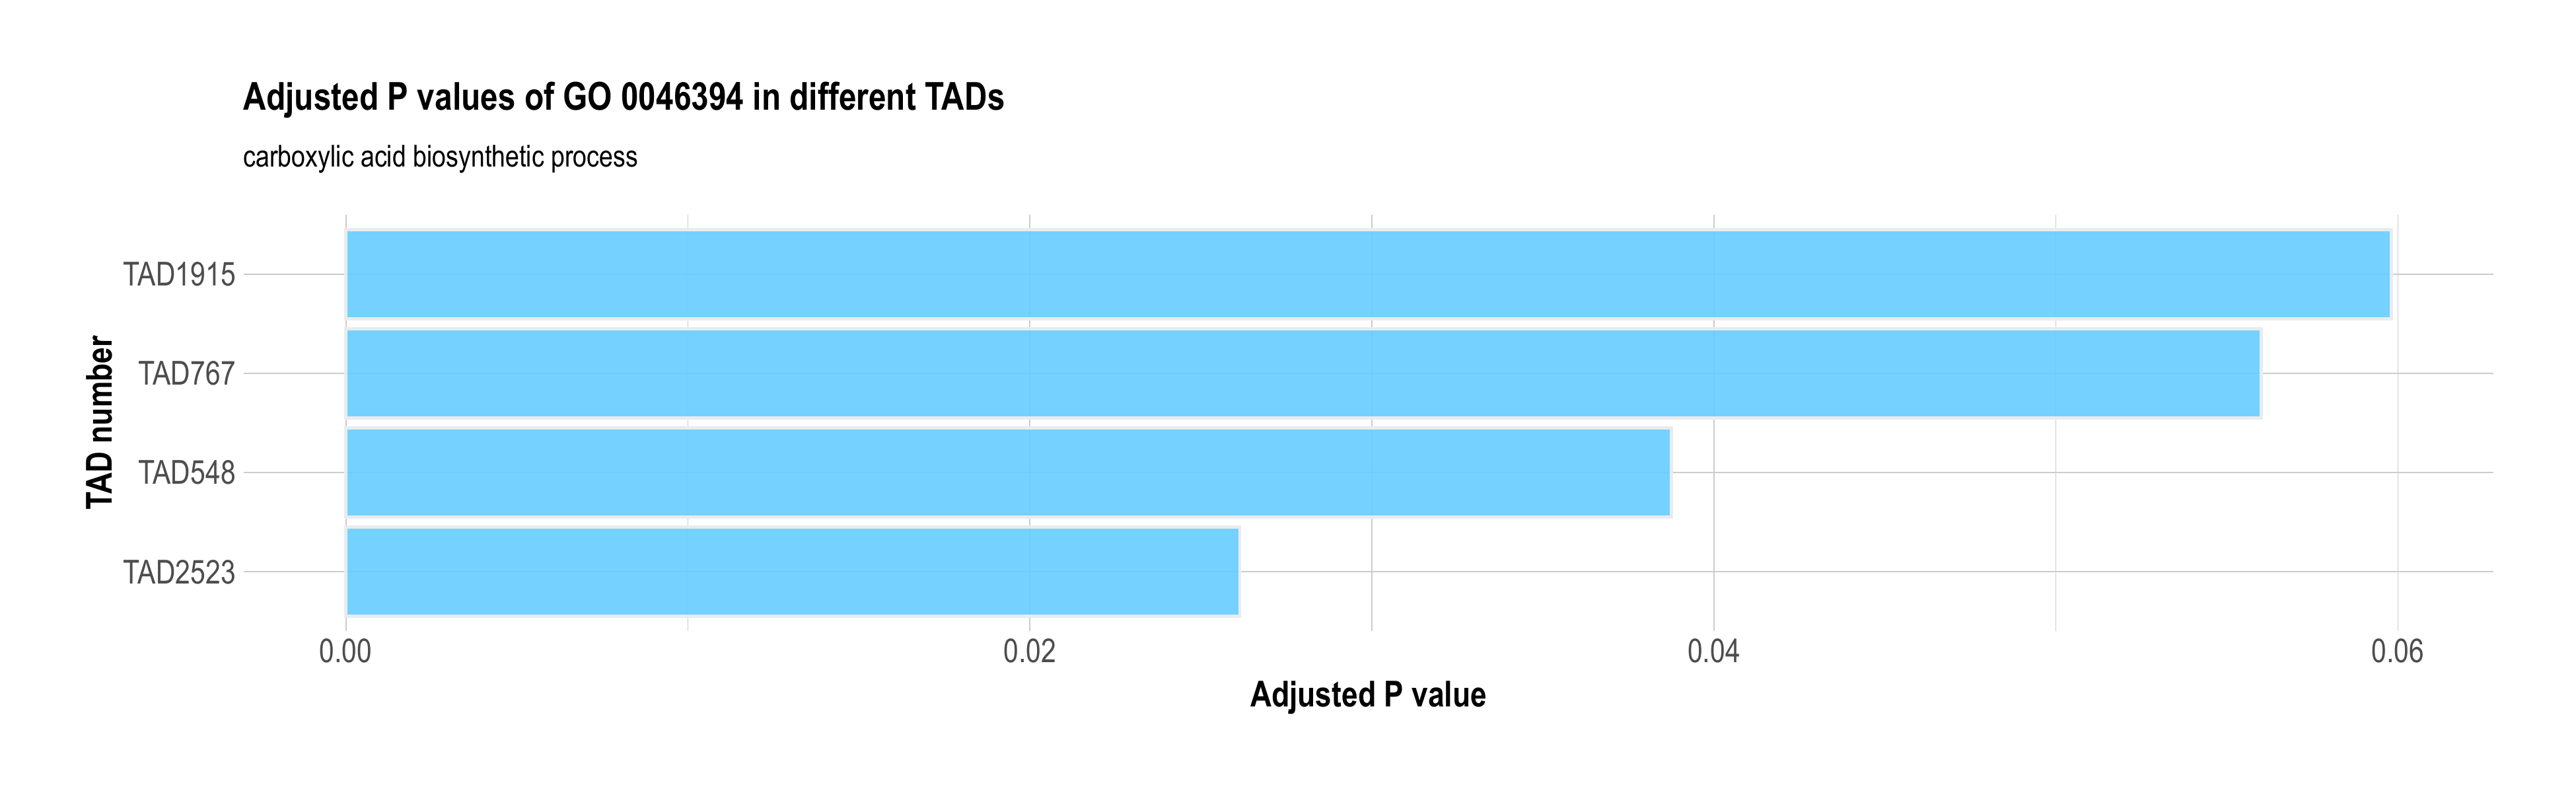 Adjusted P values of GO 0046394 in different TADs
carboxylic acid biosynthetic process
TAD number
TAD1915
TAD767
TAD548
TAD2523
0.00 0.02 0.04 0.06
Adjusted P value